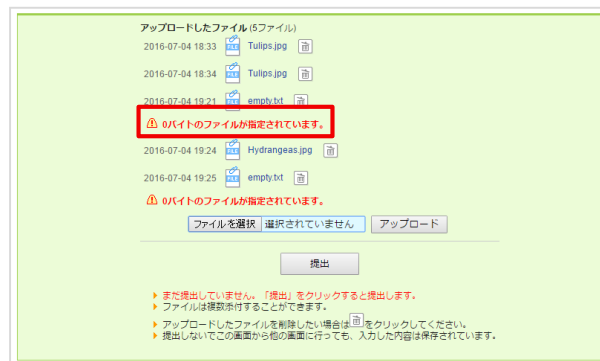 アップロードしたファイル (5ファイル)
2016-07-04 18:33 FILE Tulips.jpg
2016-07-04 18:34 FILE Tulips.jpg
2016-07-04 19:21 FILE empty.txt
0バイトのファイルが指定されています。
2016-07-04 19:24 FILE Hydrangeas.jpg
2016-07-04 19:25 FILE empty.txt
0バイトのファイルが指定されています。
ファイルを選択 選択されていません アップロード
提出
まだ提出していません。「提出」をクリックすると提出します。
ファイルは複数添付することができます。
アップロードしたファイルを削除したい場合はをクリックしてください。
提出しないでこの画面から他の画面に行っても、入力した内容は保存されています。